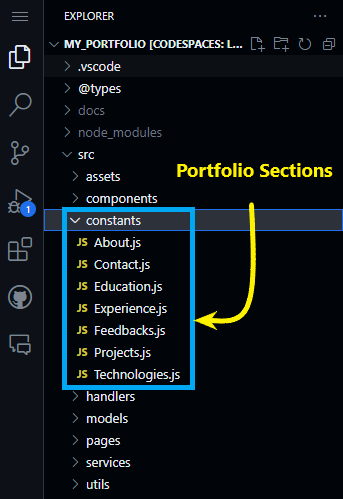 EXPLORER
MY_PORTFOLIO [CODESPACES: L...
.vscode
@types
docs
node_modules
src
assets
Portfolio Sections
components
constants
JS About.js
JS Contact.js
JS Education.js
JS Experience.js
JS Feedbacks.js
JS Projects.js
JS Technologies.js
handlers
models
pages
services
utils
1